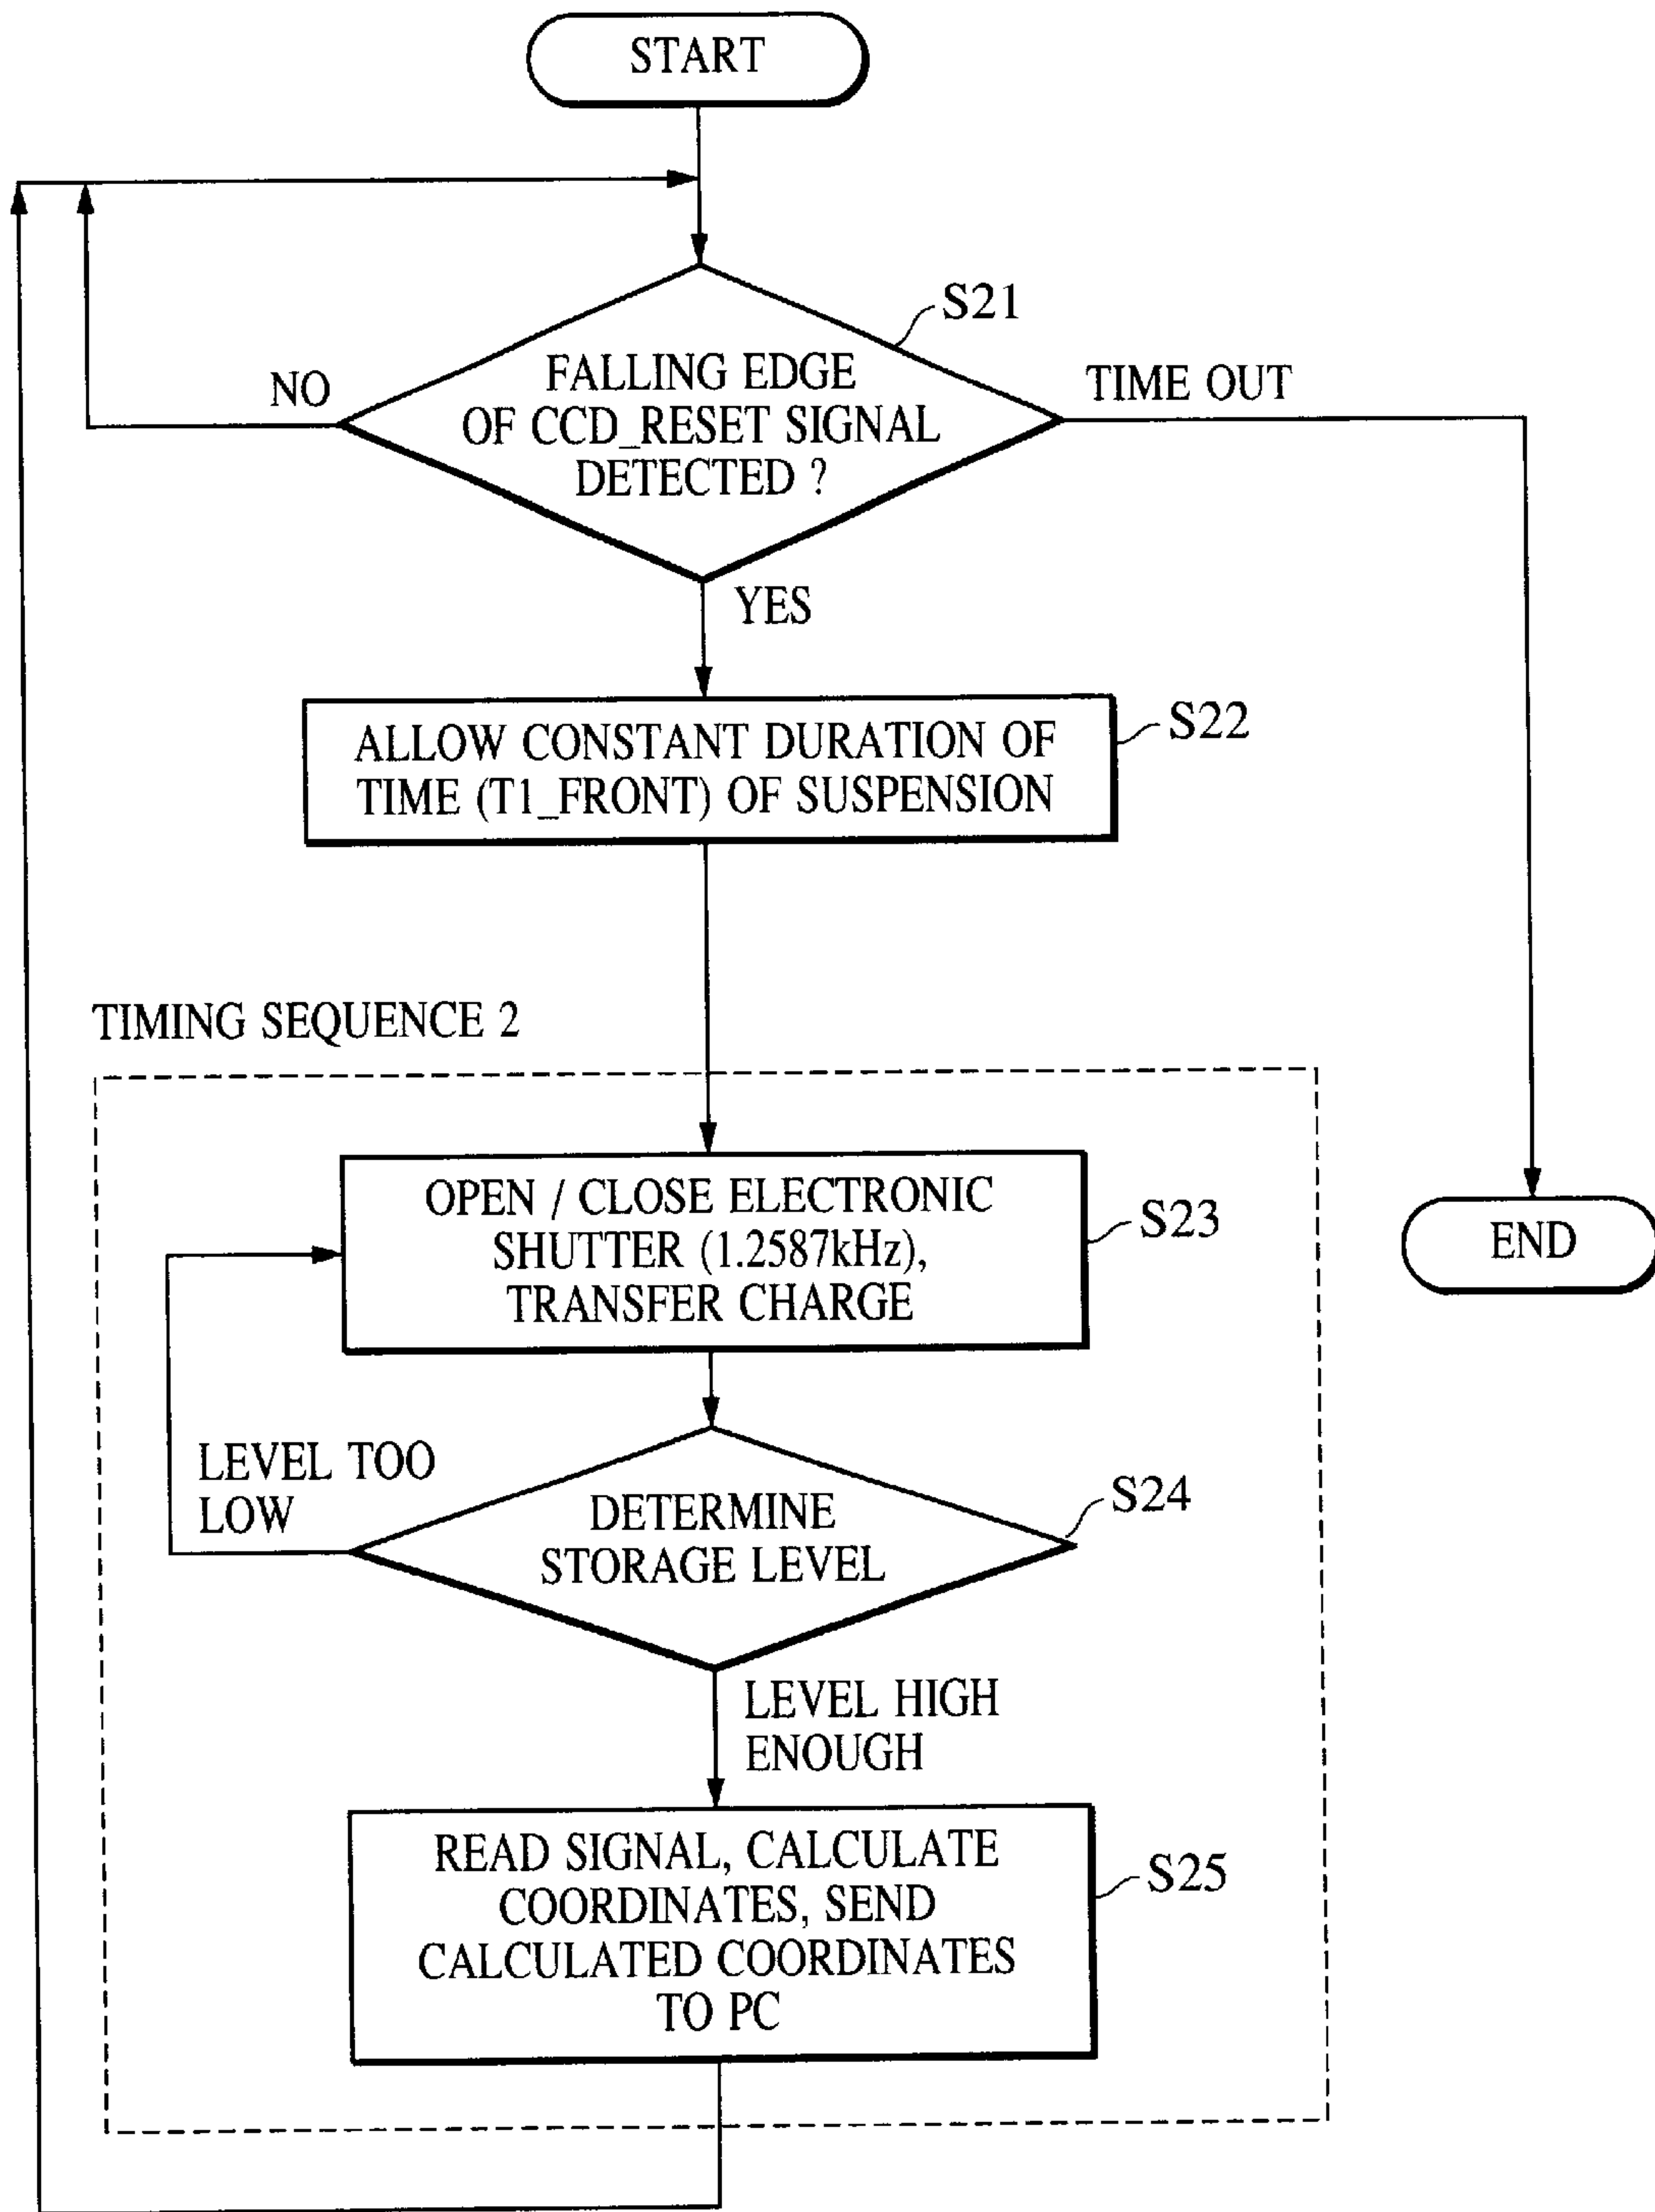 START
S21
FALLING EDGE
OF CCD_RESET SIGNAL
DETECTED ?
NO
TIME OUT
YES
ALLOW CONSTANT DURATION OF
TIME (T1_FRONT) OF SUSPENSION
S22
TIMING SEQUENCE 2
OPEN / CLOSE ELECTRONIC
SHUTTER (1.2587kHz),
TRANSFER CHARGE
S23
END
LEVEL TOO
LOW
DETERMINE
STORAGE LEVEL
S24
LEVEL HIGH
ENOUGH
READ SIGNAL, CALCULATE
COORDINATES, SEND
CALCULATED COORDINATES
TO PC
S25